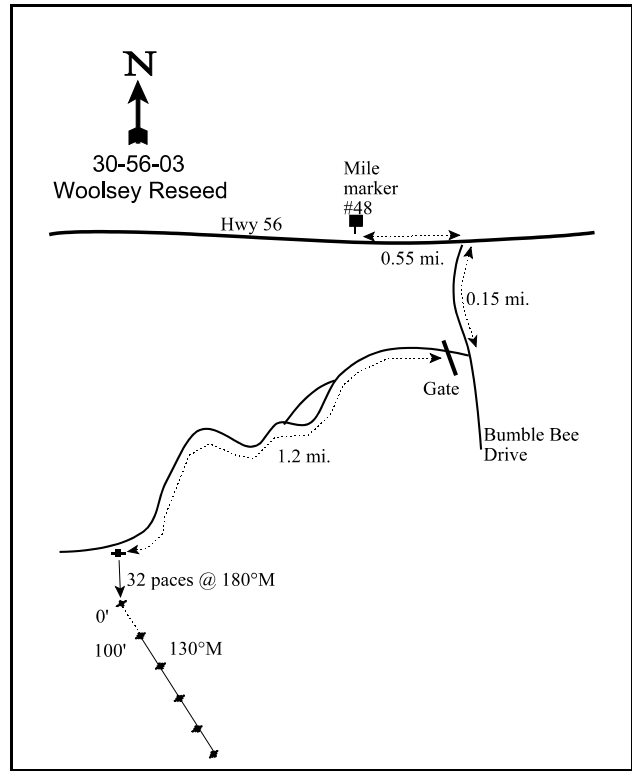 N
30-56-03
Woolsey Reseed
Mile
marker
#48
Hwy 56
0.55 mi.
0.15 mi.
Gate
Bumble Bee
Drive
1.2 mi.
32 paces @ 180°M
0'
100'
130°M